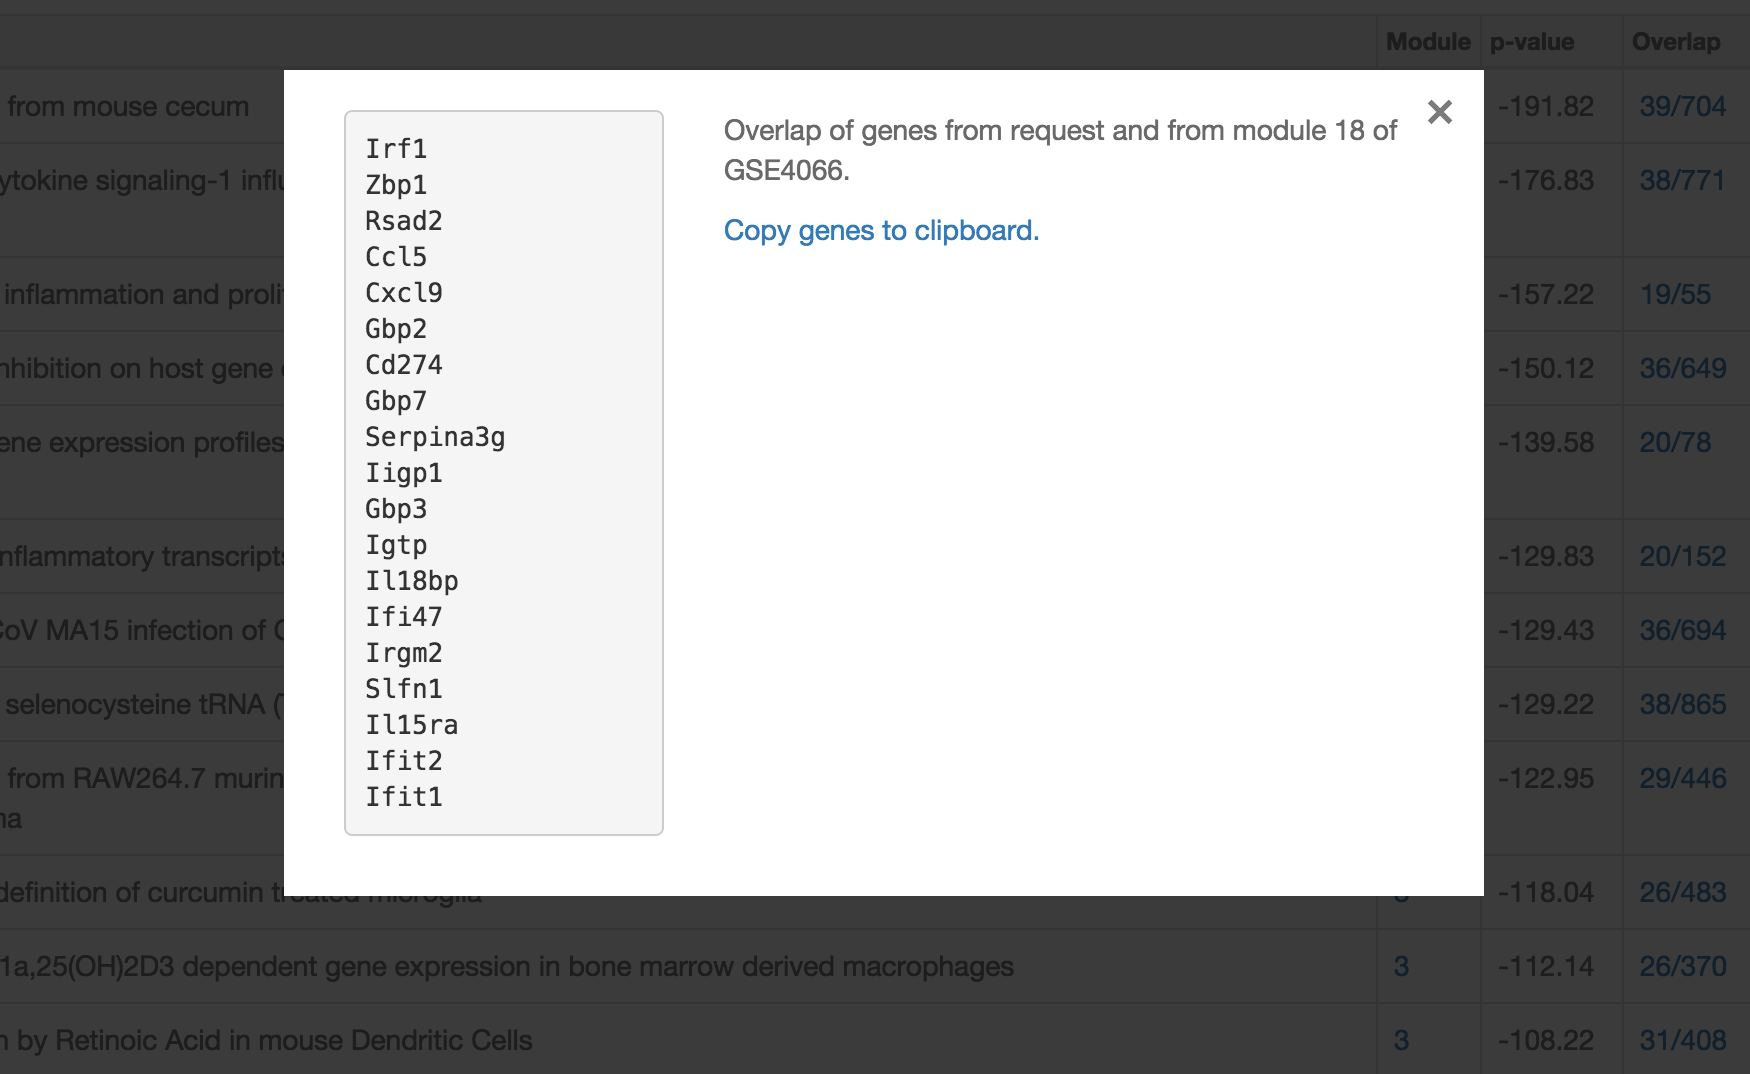 Module p-value Overlap
from mouse cecum -191.82 39/704
ytokine signaling-1 -176.83 38/771
inflammation and -157.22 19/55
nhibition on host gene -150.12 36/649
ene expression profiles -139.58 20/78
nflammatory transcripts -129.83 20/152
CoV MA15 infection of -129.43 36/694
selenocysteine tRNA ( -129.22 38/865
from RAW264.7 -122.95 29/446
na
definition of curcumin treated microglia -118.04 26/483
1a,25(OH)2D3 dependent gene expression in bone marrow derived macrophages 3 -112.14 26/370
n by Retinoic Acid in mouse Dendritic Cells 3 -108.22 31/408
Irf1
Zbp1
Rsad2
Ccl5
Cxcl9
Gbp2
Cd274
Gbp7
Serpina3g
Iigp1
Gbp3
Igtp
Il18bp
Ifi47
Irgm2
Slfn1
Il15ra
Ifit2
Ifit1
Overlap of genes from request and from module 18 of
GSE4066.
Copy genes to clipboard.
×